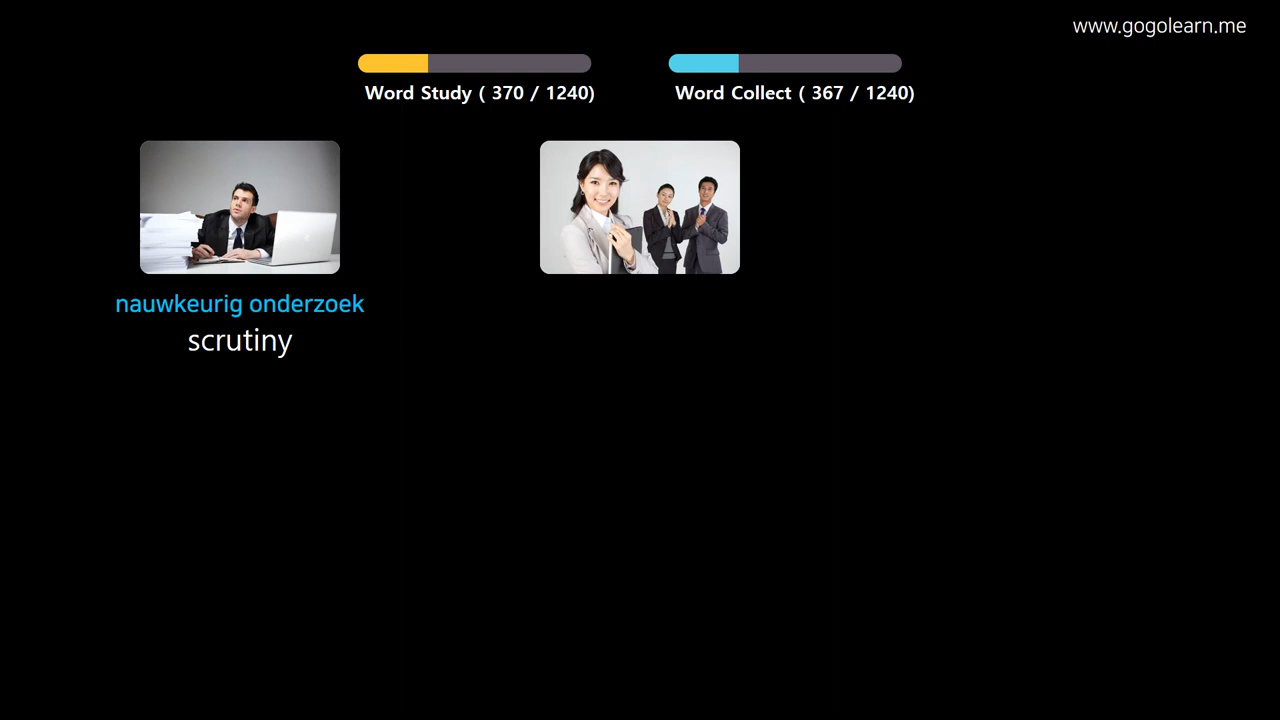 www.gogolearn.me
Word Study ( 370 / 1240)
Word Collect ( 367 / 1240)
nauwkeurig onderzoek
scrutiny